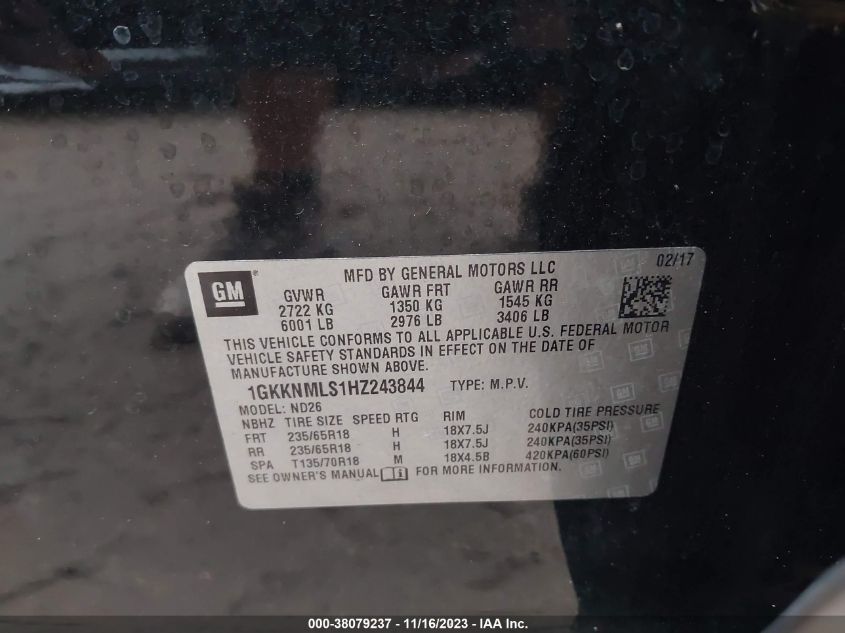 GM
MFD BY GENERAL MOTORS LLC
02/17
GVWR GAWR FRT GAWR RR
2722 KG 1350 KG 1545 KG
6001 LB 2976 LB 3406 LB
THIS VEHICLE CONFORMS TO ALL APPLICABLE U.S. FEDERAL MOTOR
VEHICLE SAFETY STANDARDS IN EFFECT ON THE DATE OF
MANUFACTURE SHOWN ABOVE.
1GKKNMLS1HZ243844 TYPE: M.P.V.
MODEL: ND26
NBHZ TIRE SIZE SPEED RTG RIM COLD TIRE PRESSURE
FRT 235/65R18 H 18X7.5J 240KPA(35PSI)
RR 235/65R18 H 18X7.5J 240KPA(35PSI)
SPA T135/70R18 M 18X4.5B 420KPA(60PSI)
SEE OWNER'S MANUAL FOR MORE INFORMATION.
000-38079237 - 11/16/2023 - IAA Inc.